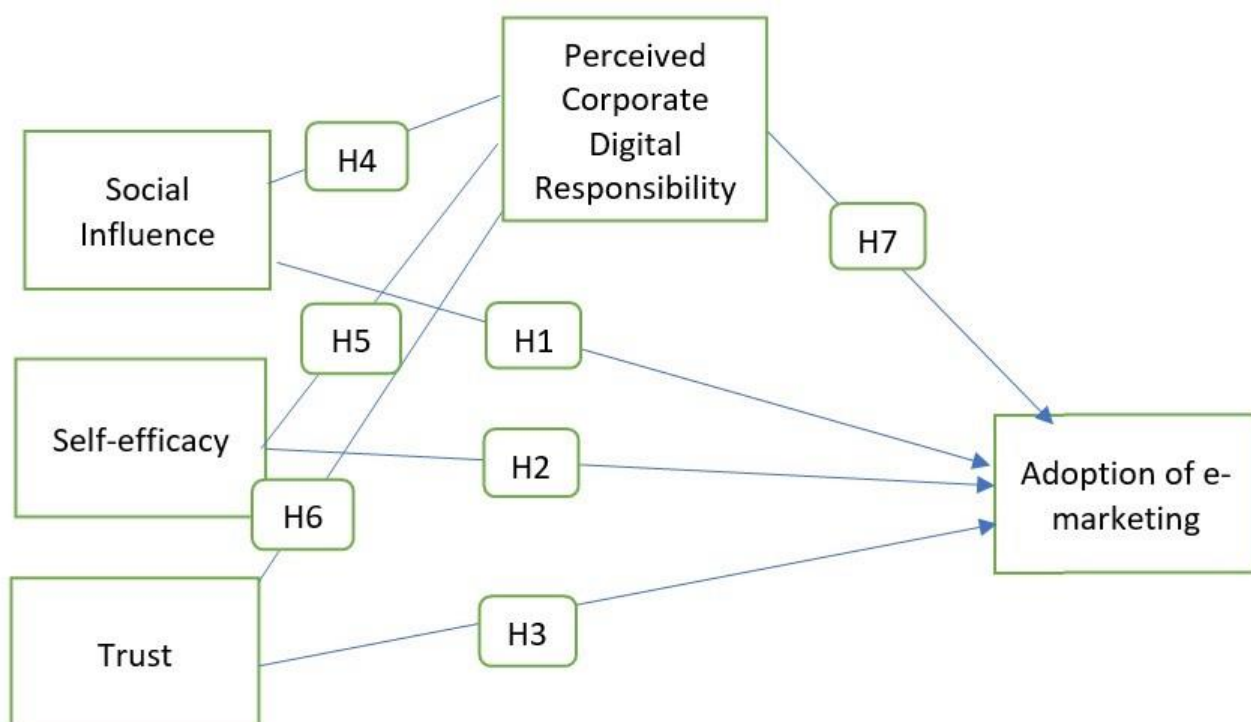 Perceived
Corporate
Digital
Responsibility
H4
Social
Influence
H7
H5
H1
Self-efficacy
H2
Adoption of e-
marketing
H6
H3
Trust